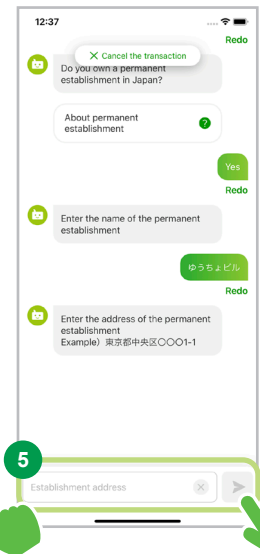 12:37
Redo
Cancel the transaction
Do you own a permanent
establishment in Japan?
About permanent
establishment
?
Yes
Redo
Enter the name of the permanent
establishment
ゆうちょビル
Redo
Enter the address of the permanent
establishment
Example）東京都中央区〇〇〇1-1
5
Establishment address